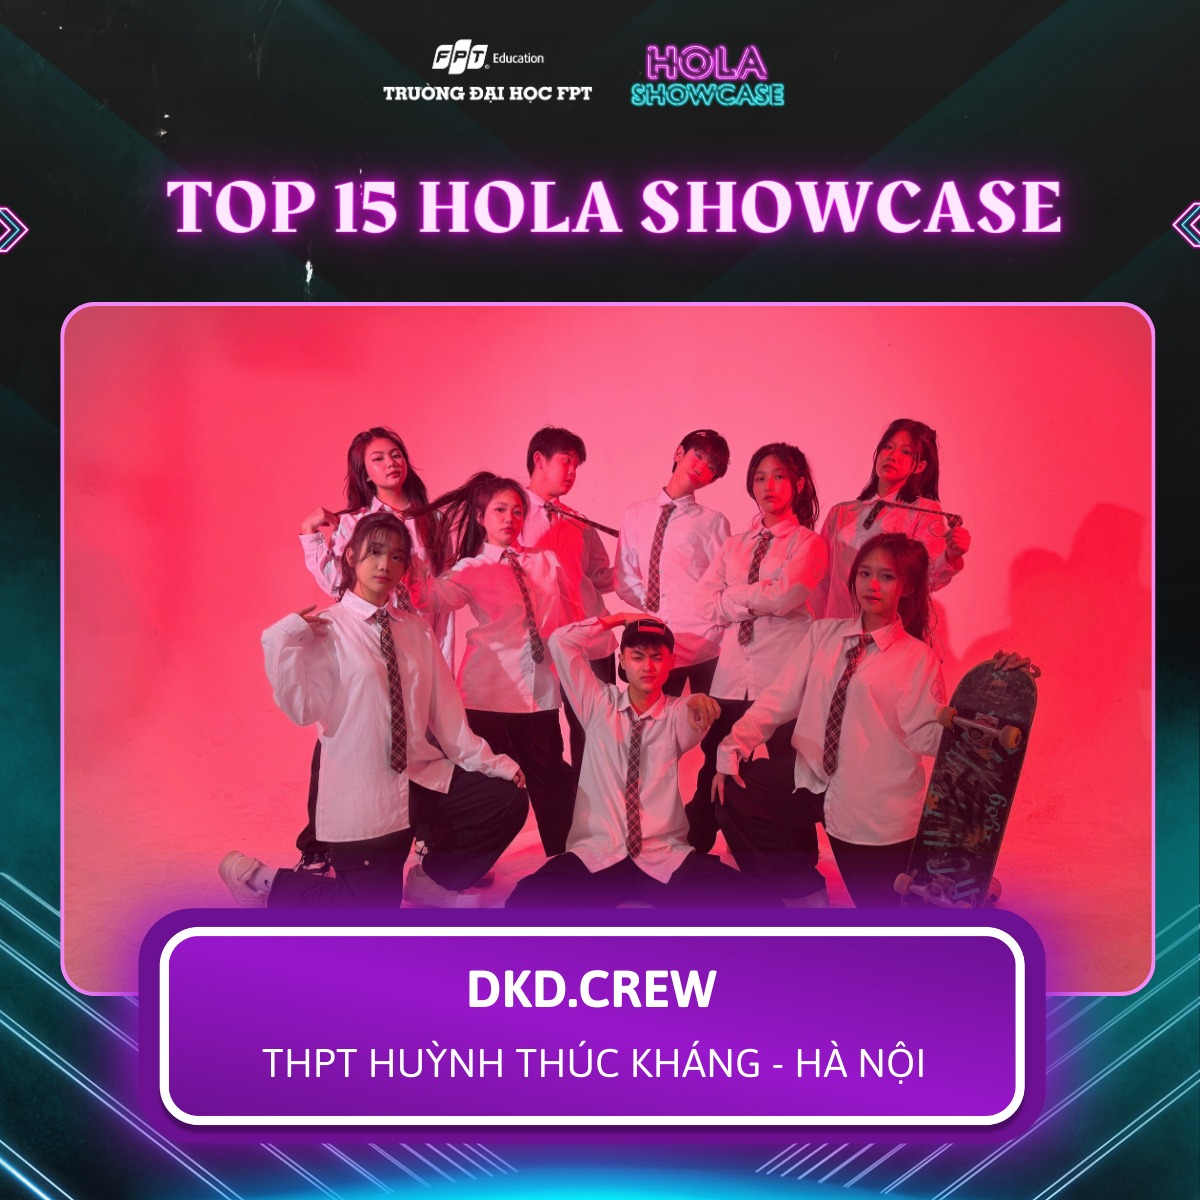 FPT Education
TRƯỜNG ĐẠI HỌC FPT
HOLA
SHOWCASE
TOP 15 HOLA SHOWCASE
DKD.CREW
THPT HUỲNH THÚC KHÁNG - HÀ NỘI